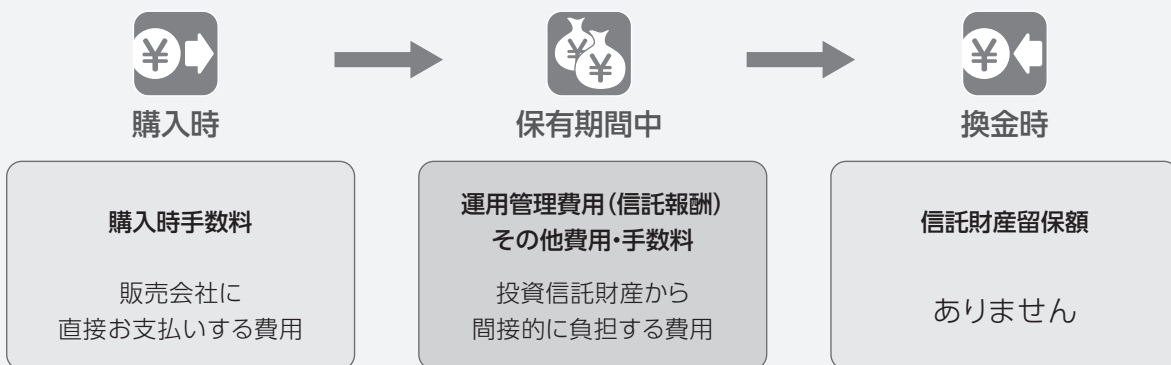 ¥
¥
¥
¥
購入時
保有期間中
換金時
購入時手数料
販売会社に
直接お支払いする費用
運用管理費用(信託報酬)
その他費用・手数料
投資信託財産から
間接的に負担する費用
信託財産留保額
ありません